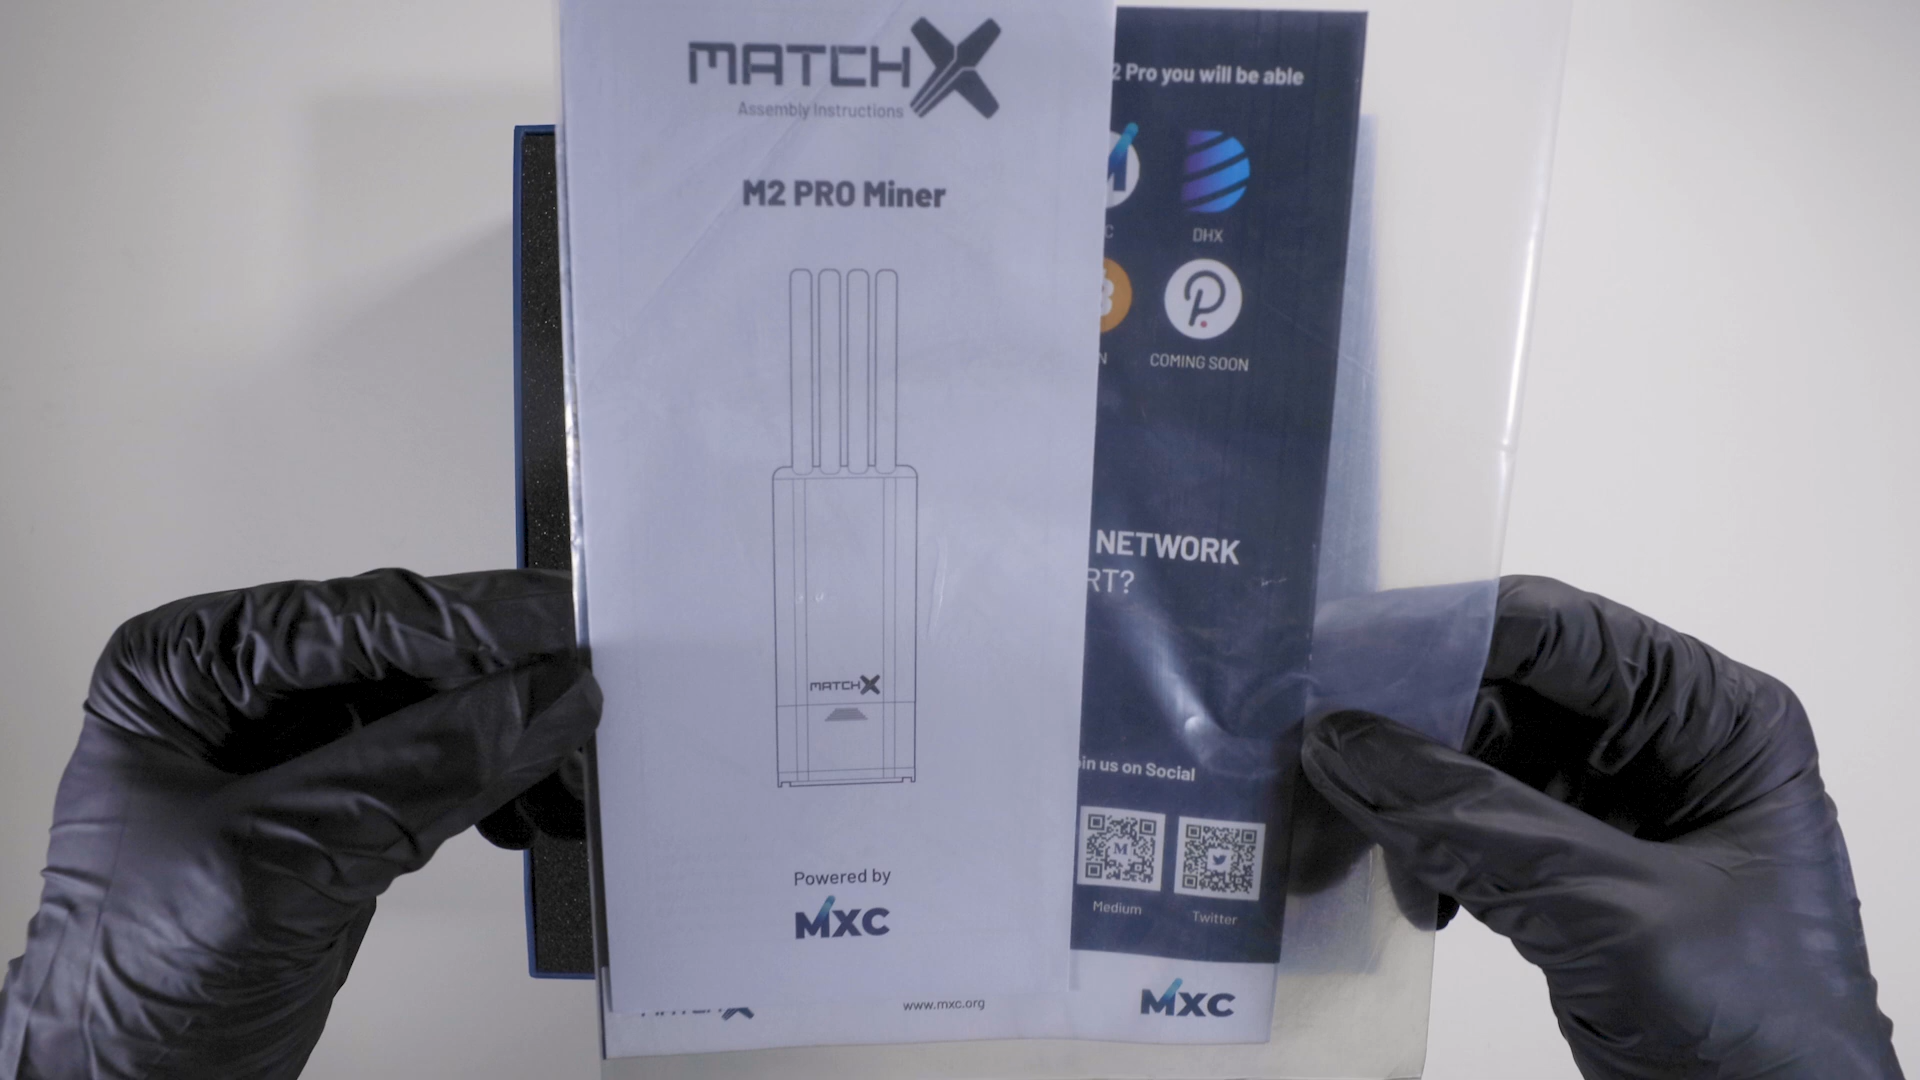 MATCHX
Assembly Instructions
M2 PRO Miner
MATCHX
Powered by
MXC
2 Pro you will be able
C
DHX
N
COMING SOON
NETWORK
RT?
in us on Social
Medium
Twitter
www.mxc.org
MXC